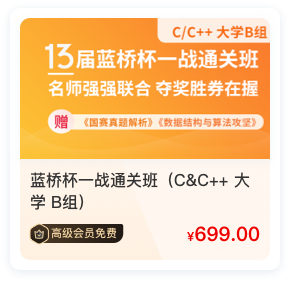 C/C++ 大学B组
13届蓝桥杯一战通关班
名师强强联合 夺奖胜券在握
赠 《国赛真题解析》《数据结构与算法攻坚》
蓝桥杯一战通关班（C&C++ 大
学 B组）
高级会员免费 ¥699.00